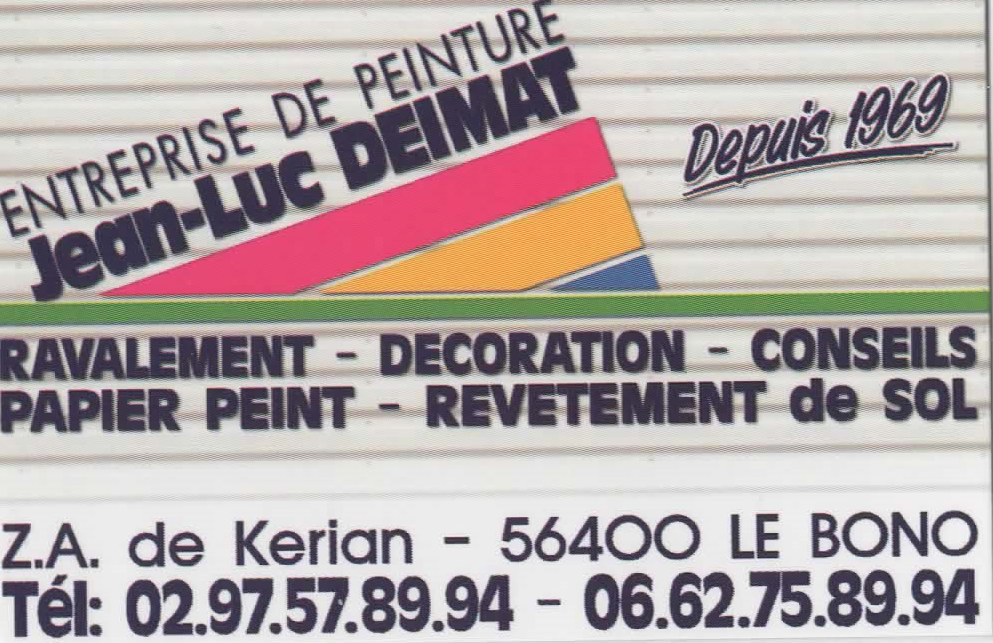 ENTREPRISE DE PEINTURE
Jean-Luc DEIMAT
Depuis 1969
RAVALEMENT - DECORATION - CONSEILS
PAPIER PEINT - REVETEMENT de SOL
Z.A. de Kerian - 56400 LE BONO
Tél: 02.97.57.89.94 - 06.62.75.89.94